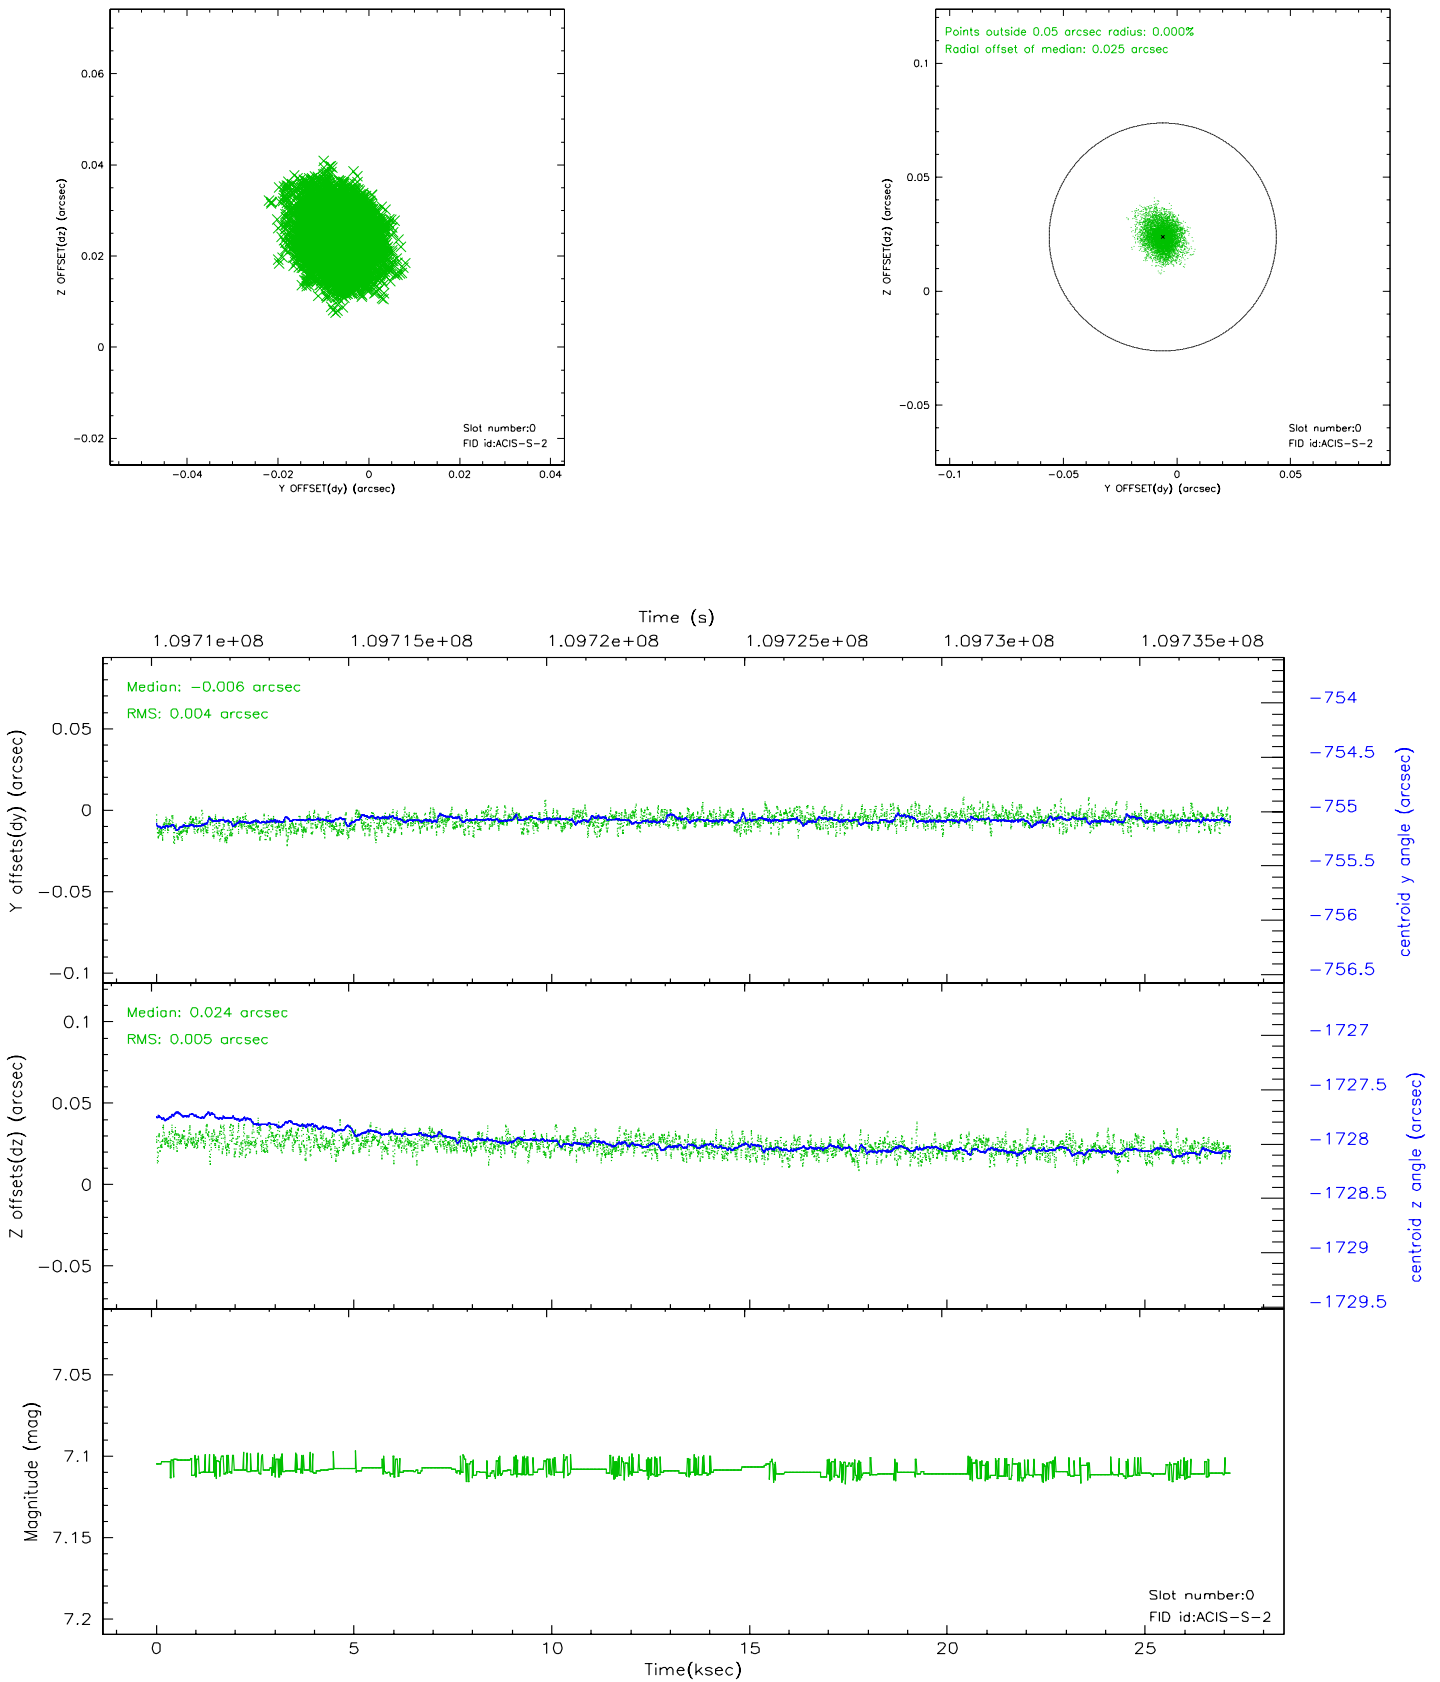 0.06
0.04
0.02
0
−0.02
Z OFFSET(dz) (arcsec)
Slot number:0
FID id:ACIS−S−2
−0.04 −0.02 0 0.02 0.04
Y OFFSET(dy) (arcsec)
Points outside 0.05 arcsec radius: 0.000%
Radial offset of median: 0.025 arcsec
0.1
0.05
0
−0.05
Z OFFSET(dz) (arcsec)
Slot number:0
FID id:ACIS−S−2
−0.1 −0.05 0 0.05
Y OFFSET(dy) (arcsec)
Time (s)
1.0971e+08 1.09715e+08 1.0972e+08 1.09725e+08 1.0973e+08 1.09735e+08
Median: −0.006 arcsec
RMS: 0.004 arcsec
0.05
0
−0.05
−0.1
Y offsets(dy) (arcsec)
−754
−754.5
−755
−755.5
−756
−756.5
centroid y angle (arcsec)
Median: 0.024 arcsec
RMS: 0.005 arcsec
0.1
0.05
0
−0.05
Z offsets(dz) (arcsec)
−1727
−1727.5
−1728
−1728.5
−1729
−1729.5
centroid z angle (arcsec)
7.05
7.1
7.15
7.2
Magnitude (mag)
Slot number:0
FID id:ACIS−S−2
0 5 10 15 20 25
Time(ksec)